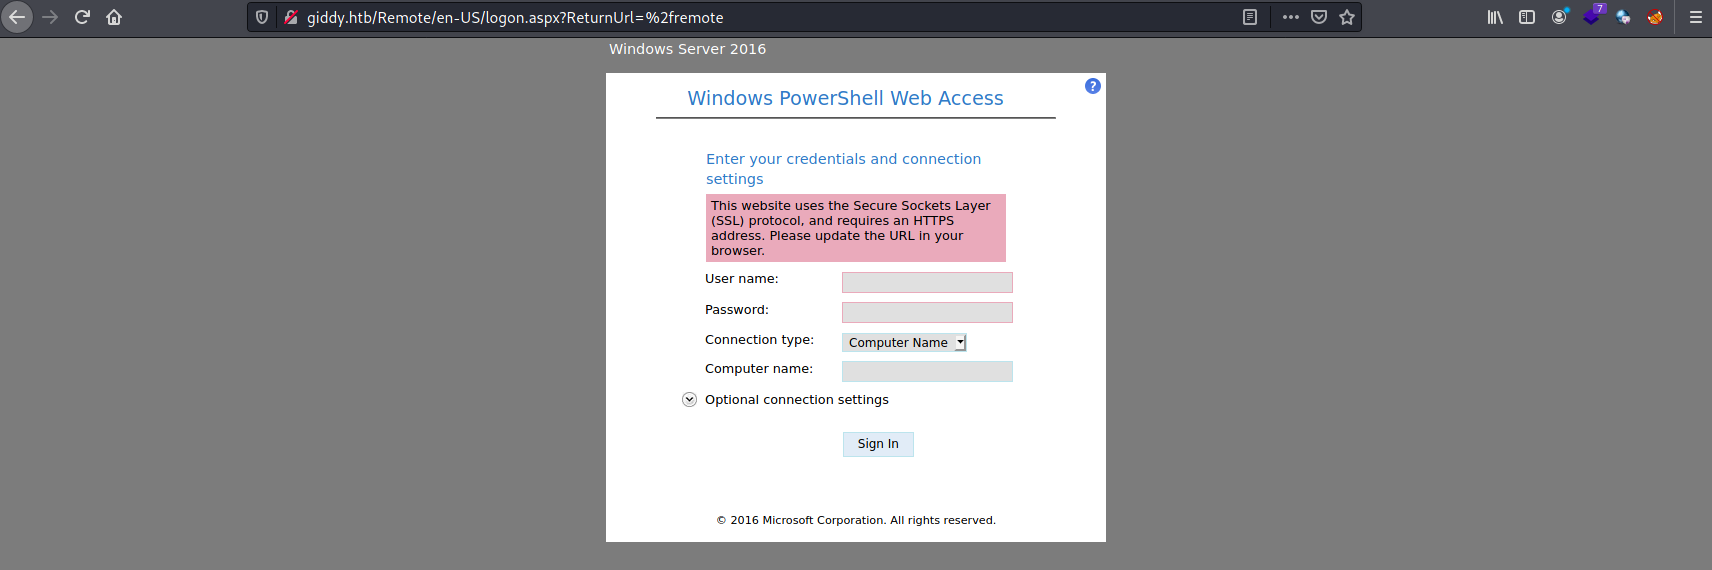 giddy.htb/Remote/en-US/logon.aspx?ReturnUrl=%2fremote
7
Windows Server 2016
?
Windows PowerShell Web Access
Enter your credentials and connection
settings
This website uses the Secure Sockets Layer
(SSL) protocol, and requires an HTTPS
address. Please update the URL in your
browser.
User name:
Password:
Connection type:
Computer Name
Computer name:
Optional connection settings
Sign In
© 2016 Microsoft Corporation. All rights reserved.